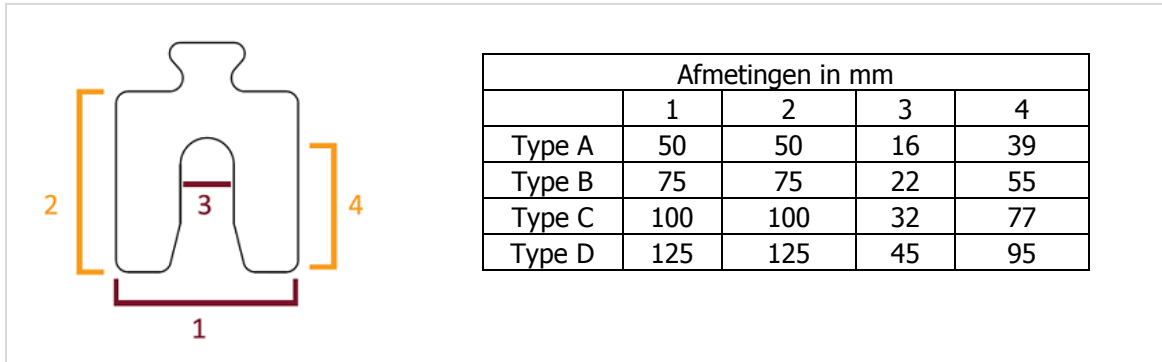 2
3
4
1
Afmetingen in mm
1 2 3 4
Type A 50 50 16 39
Type B 75 75 22 55
Type C 100 100 32 77
Type D 125 125 45 95